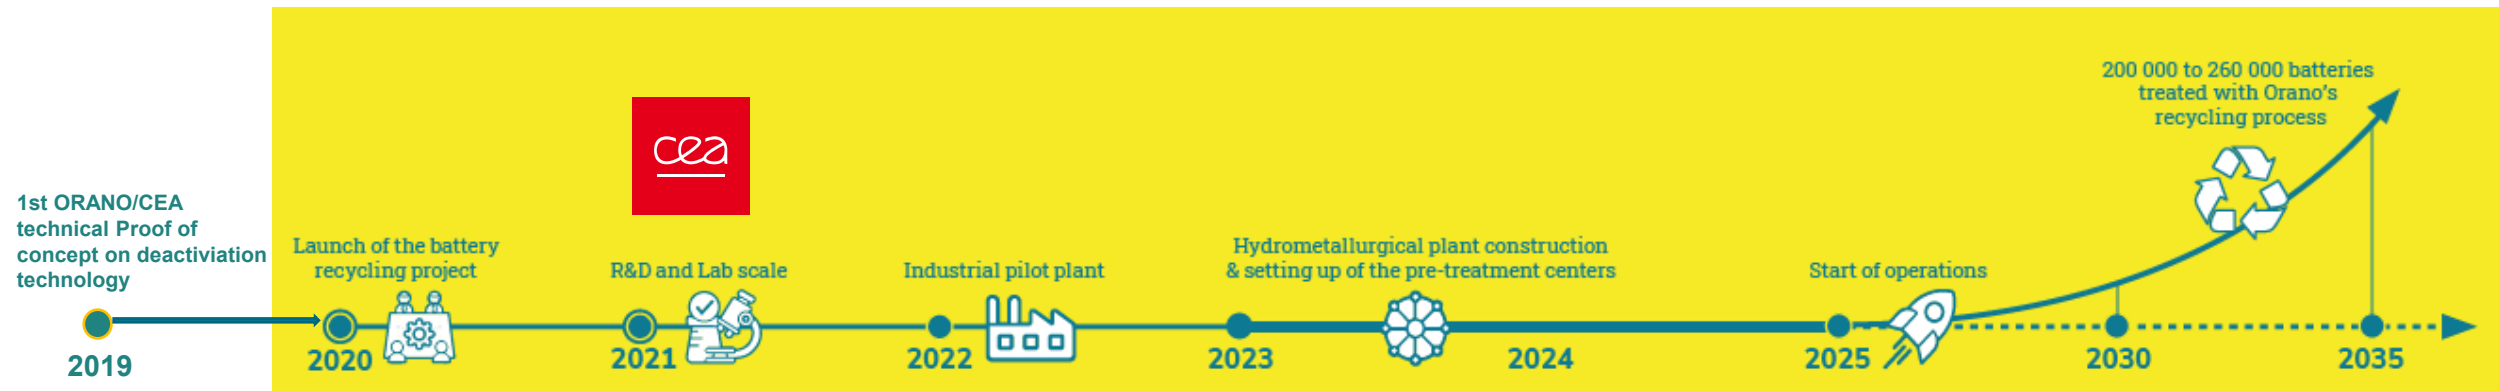 1st ORANO/CEA
technical Proof of
concept on deactiviation
technology
2019
Launch of the battery
recycling project
2020
cea
R&D and Lab scale
2021
Industrial pilot plant
2022
Hydrometallurgical plant construction
& setting up of the pre-treatment centers
2023
2024
Start of operations
2025
200 000 to 260 000 batteries
treated with Orano's
recycling process
2030
2035